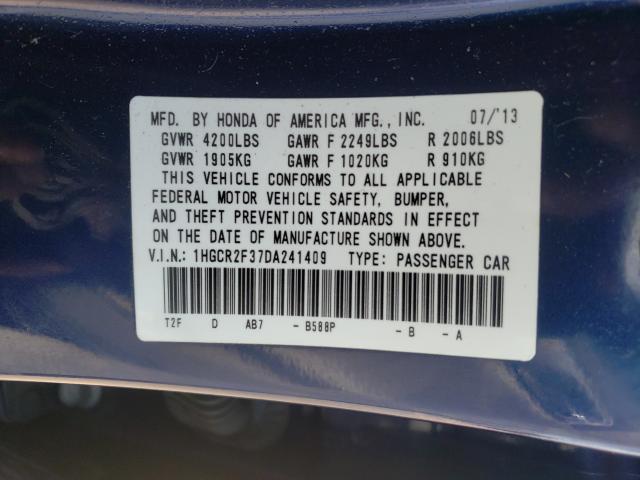 MFD. BY HONDA OF AMERICA MFG., INC. 07/'13
GVWR 4200LBS GAWR F 2249LBS R 2006LBS
GVWR 1905KG GAWR F 1020KG R 910KG
THIS VEHICLE CONFORMS TO ALL APPLICABLE
FEDERAL MOTOR VEHICLE SAFETY, BUMPER,
AND THEFT PREVENTION STANDARDS IN EFFECT
ON THE DATE OF MANUFACTURE SHOWN ABOVE.
V.I.N.: 1HGCR2F37DA241409 TYPE: PASSENGER CAR
T2F D AB7 - B588P - B - A